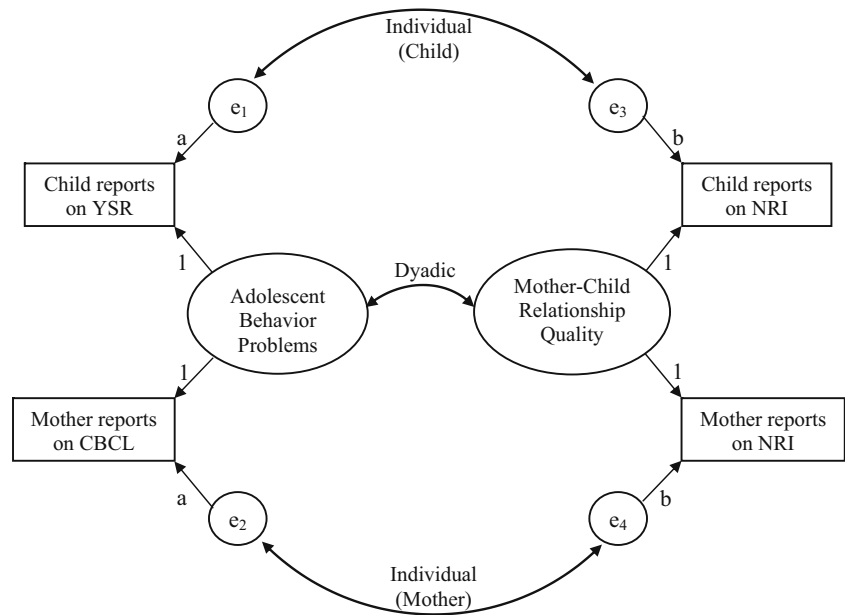 Individual
(Child)
e1
e3
a
b
Child reports
on YSR
Child reports
on NRI
1
1
Dyadic
Adolescent
Behavior
Problems
Mother-Child
Relationship
Quality
1
1
Mother reports
on CBCL
Mother reports
on NRI
a
b
e2
e4
Individual
(Mother)